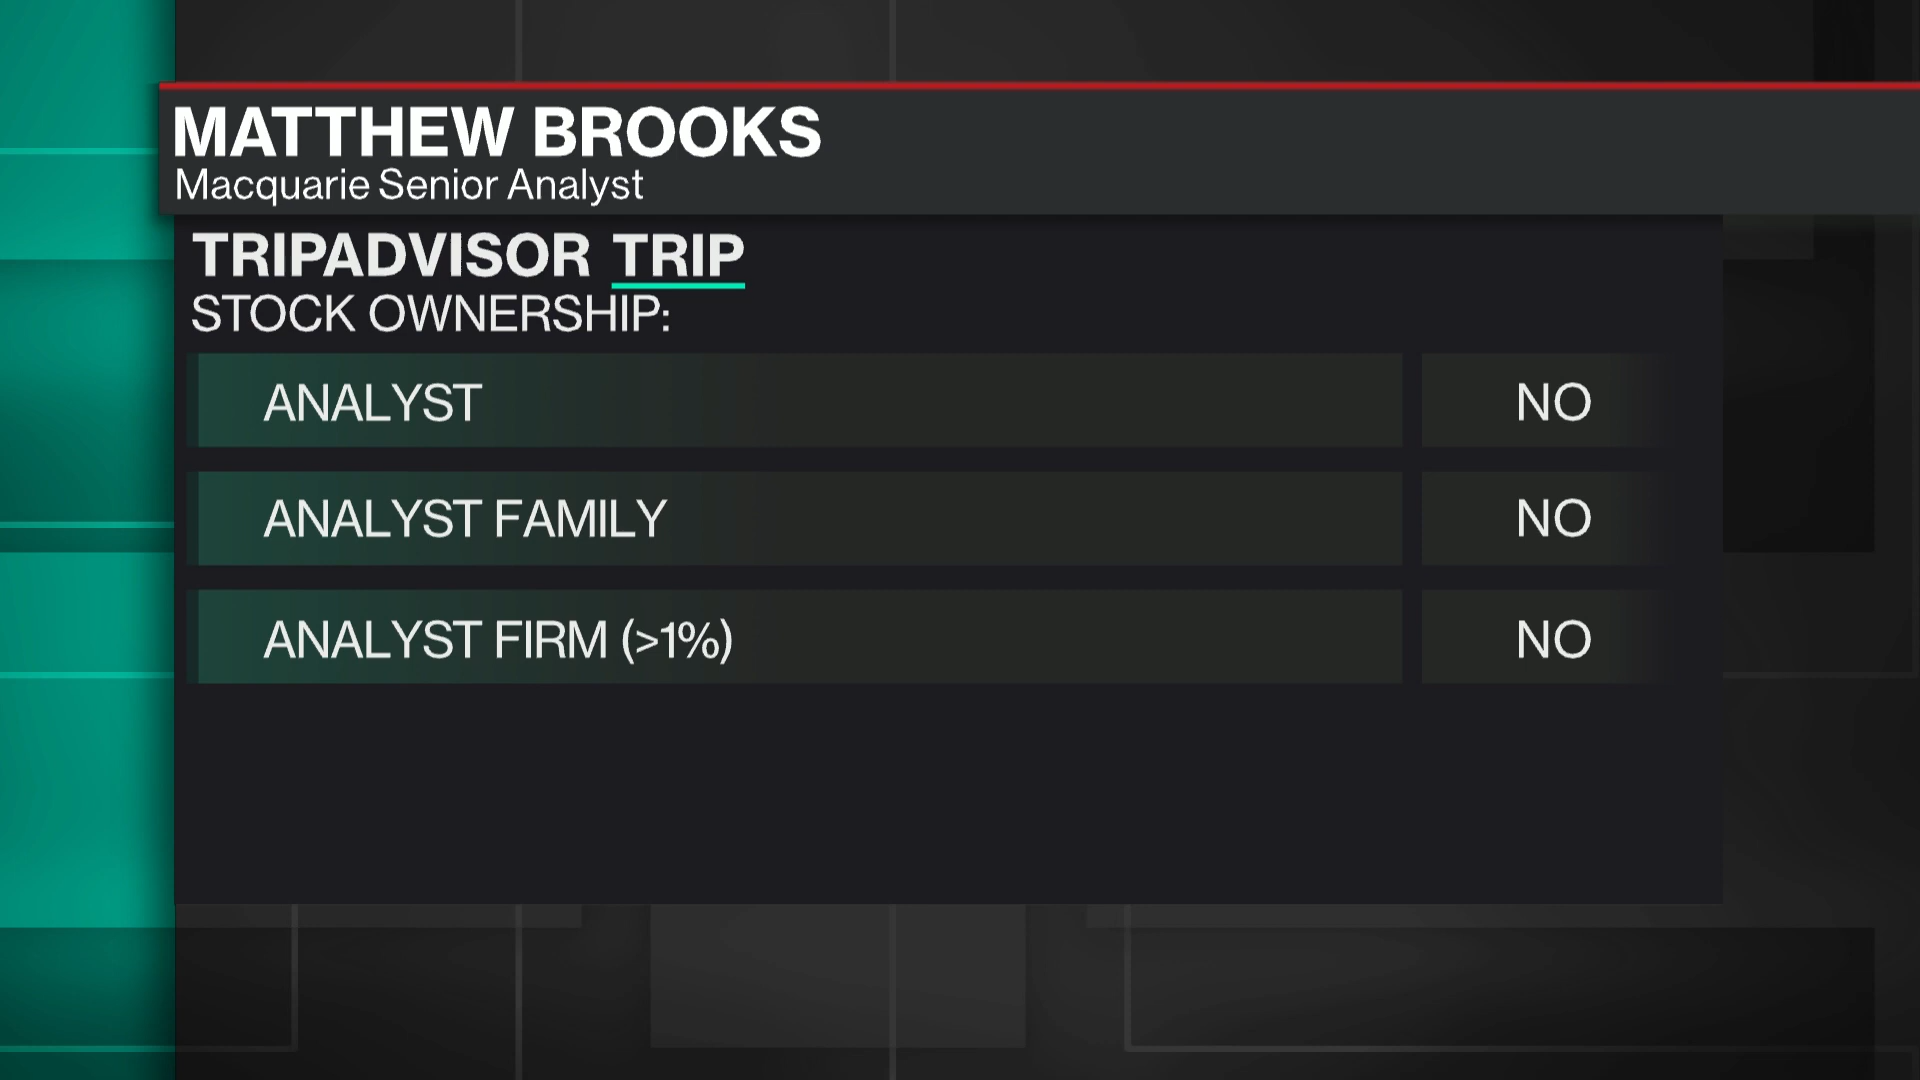 MATTHEW BROOKS
Macquarie Senior Analyst
TRIPADVISOR TRIP
STOCK OWNERSHIP:
ANALYST NO
ANALYST FAMILY NO
ANALYST FIRM (>1%) NO